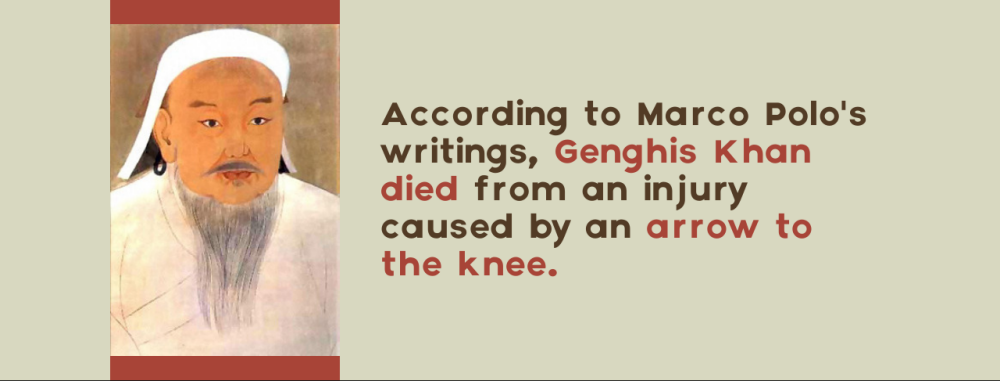 According to Marco Polo's
writings, Genghis Khan
died from an injury
caused by an arrow to
the knee.